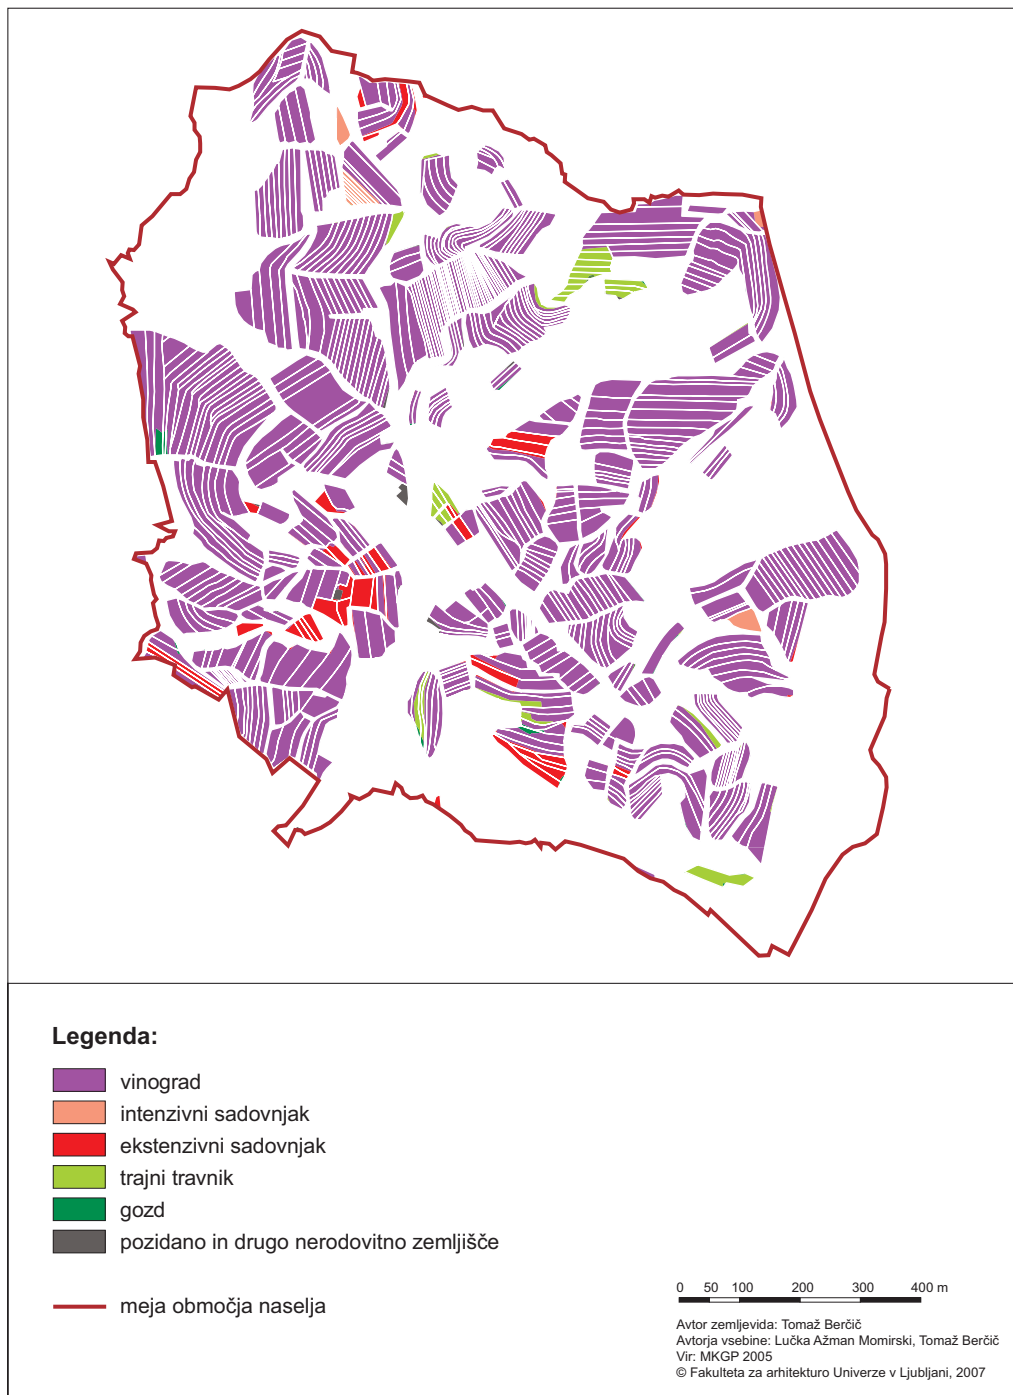 Legenda:
vinograd
intenzivni sadovnjak
ekstenzivni sadovnjak
trajni travnik
gozd
pozidano in drugo nerodovitno zemljišče
meja območja naselja
0 50 100 200 300 400 m
Avtor zemljevida: Tomaž Berčič
Avtorja vsebine: Lučka Ažman Momirski, Tomaž Berčič
Vir: MKGP 2005
© Fakulteta za arhitekturo Univerze v Ljubljani, 2007